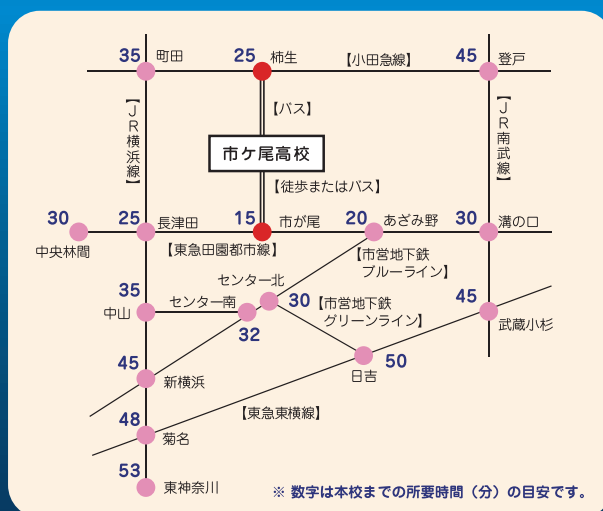 35 町田
25 柿生
【小田急線】
45 登戸
【JR横浜線】
【バス】
【JR南武線】
市ケ尾高校
【徒歩またはバス】
30
中央林間
25 長津田
15 市が尾
20 あざみ野
30 溝の口
【東急田園都市線】
【市営地下鉄
ブルーライン】
センター北
35
中山
センター南
32
30
【市営地下鉄
グリーンライン】
45
武蔵小杉
45
新横浜
日吉
50
【東急東横線】
48
菊名
53
東神奈川
※ 数字は本校までの所要時間（分）の目安です。